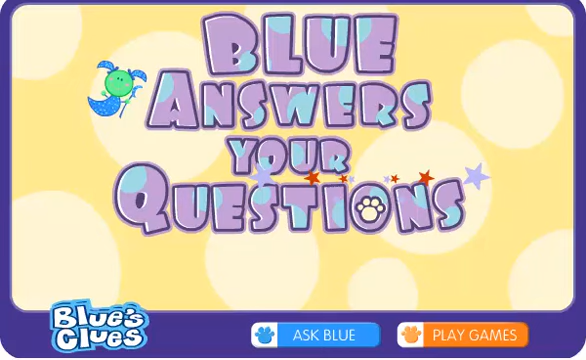 BLUE
ANSWERS
YOUR
QUESTIONS
Blue's
Clues
ASK BLUE
PLAY GAMES